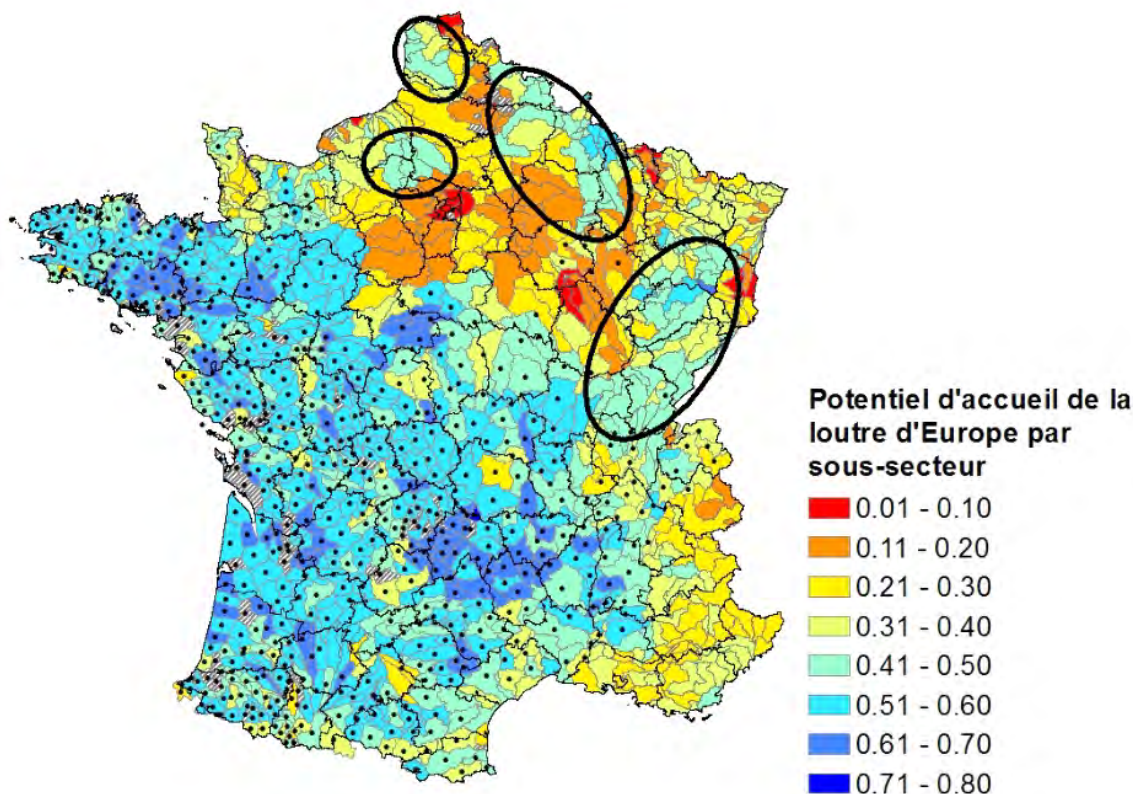 Potentiel d'accueil de la
loutre d'Europe par
sous-secteur
0.01 - 0.10
0.11 - 0.20
0.21 - 0.30
0.31 - 0.40
0.41 - 0.50
0.51 - 0.60
0.61 - 0.70
0.71 - 0.80